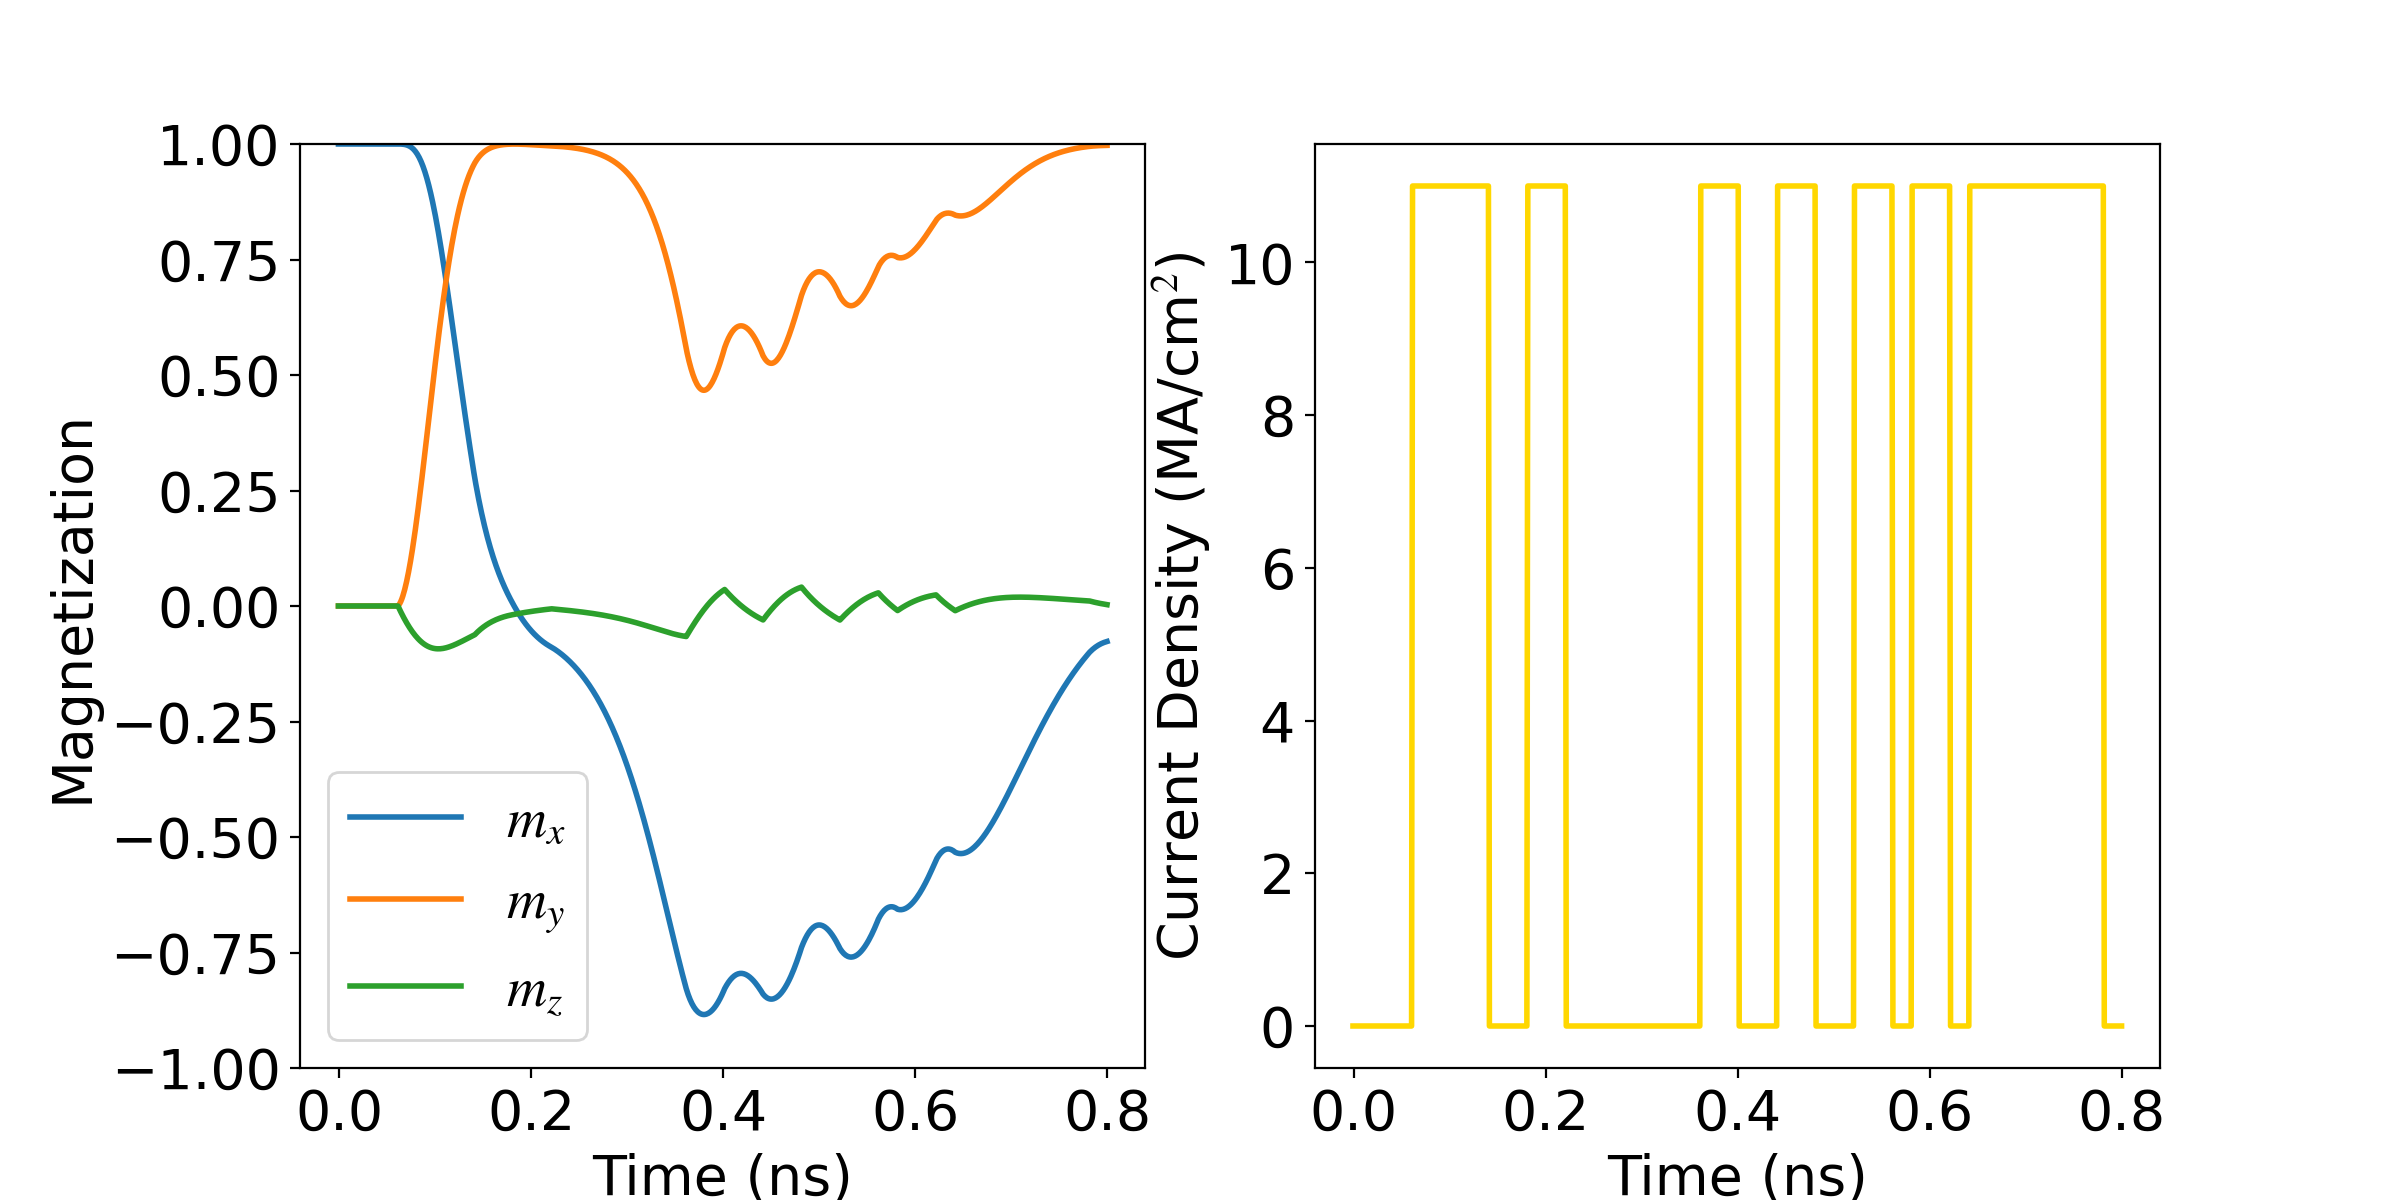 1.00
0.75
0.50
0.25
0.00
−0.25
−0.50
−0.75
−1.00
Magnetization
m_x
m_y
m_z
0.0 0.2 0.4 0.6 0.8
Time (ns)
10
8
6
4
2
0
Current Density (MA/cm²)
0.0 0.2 0.4 0.6 0.8
Time (ns)